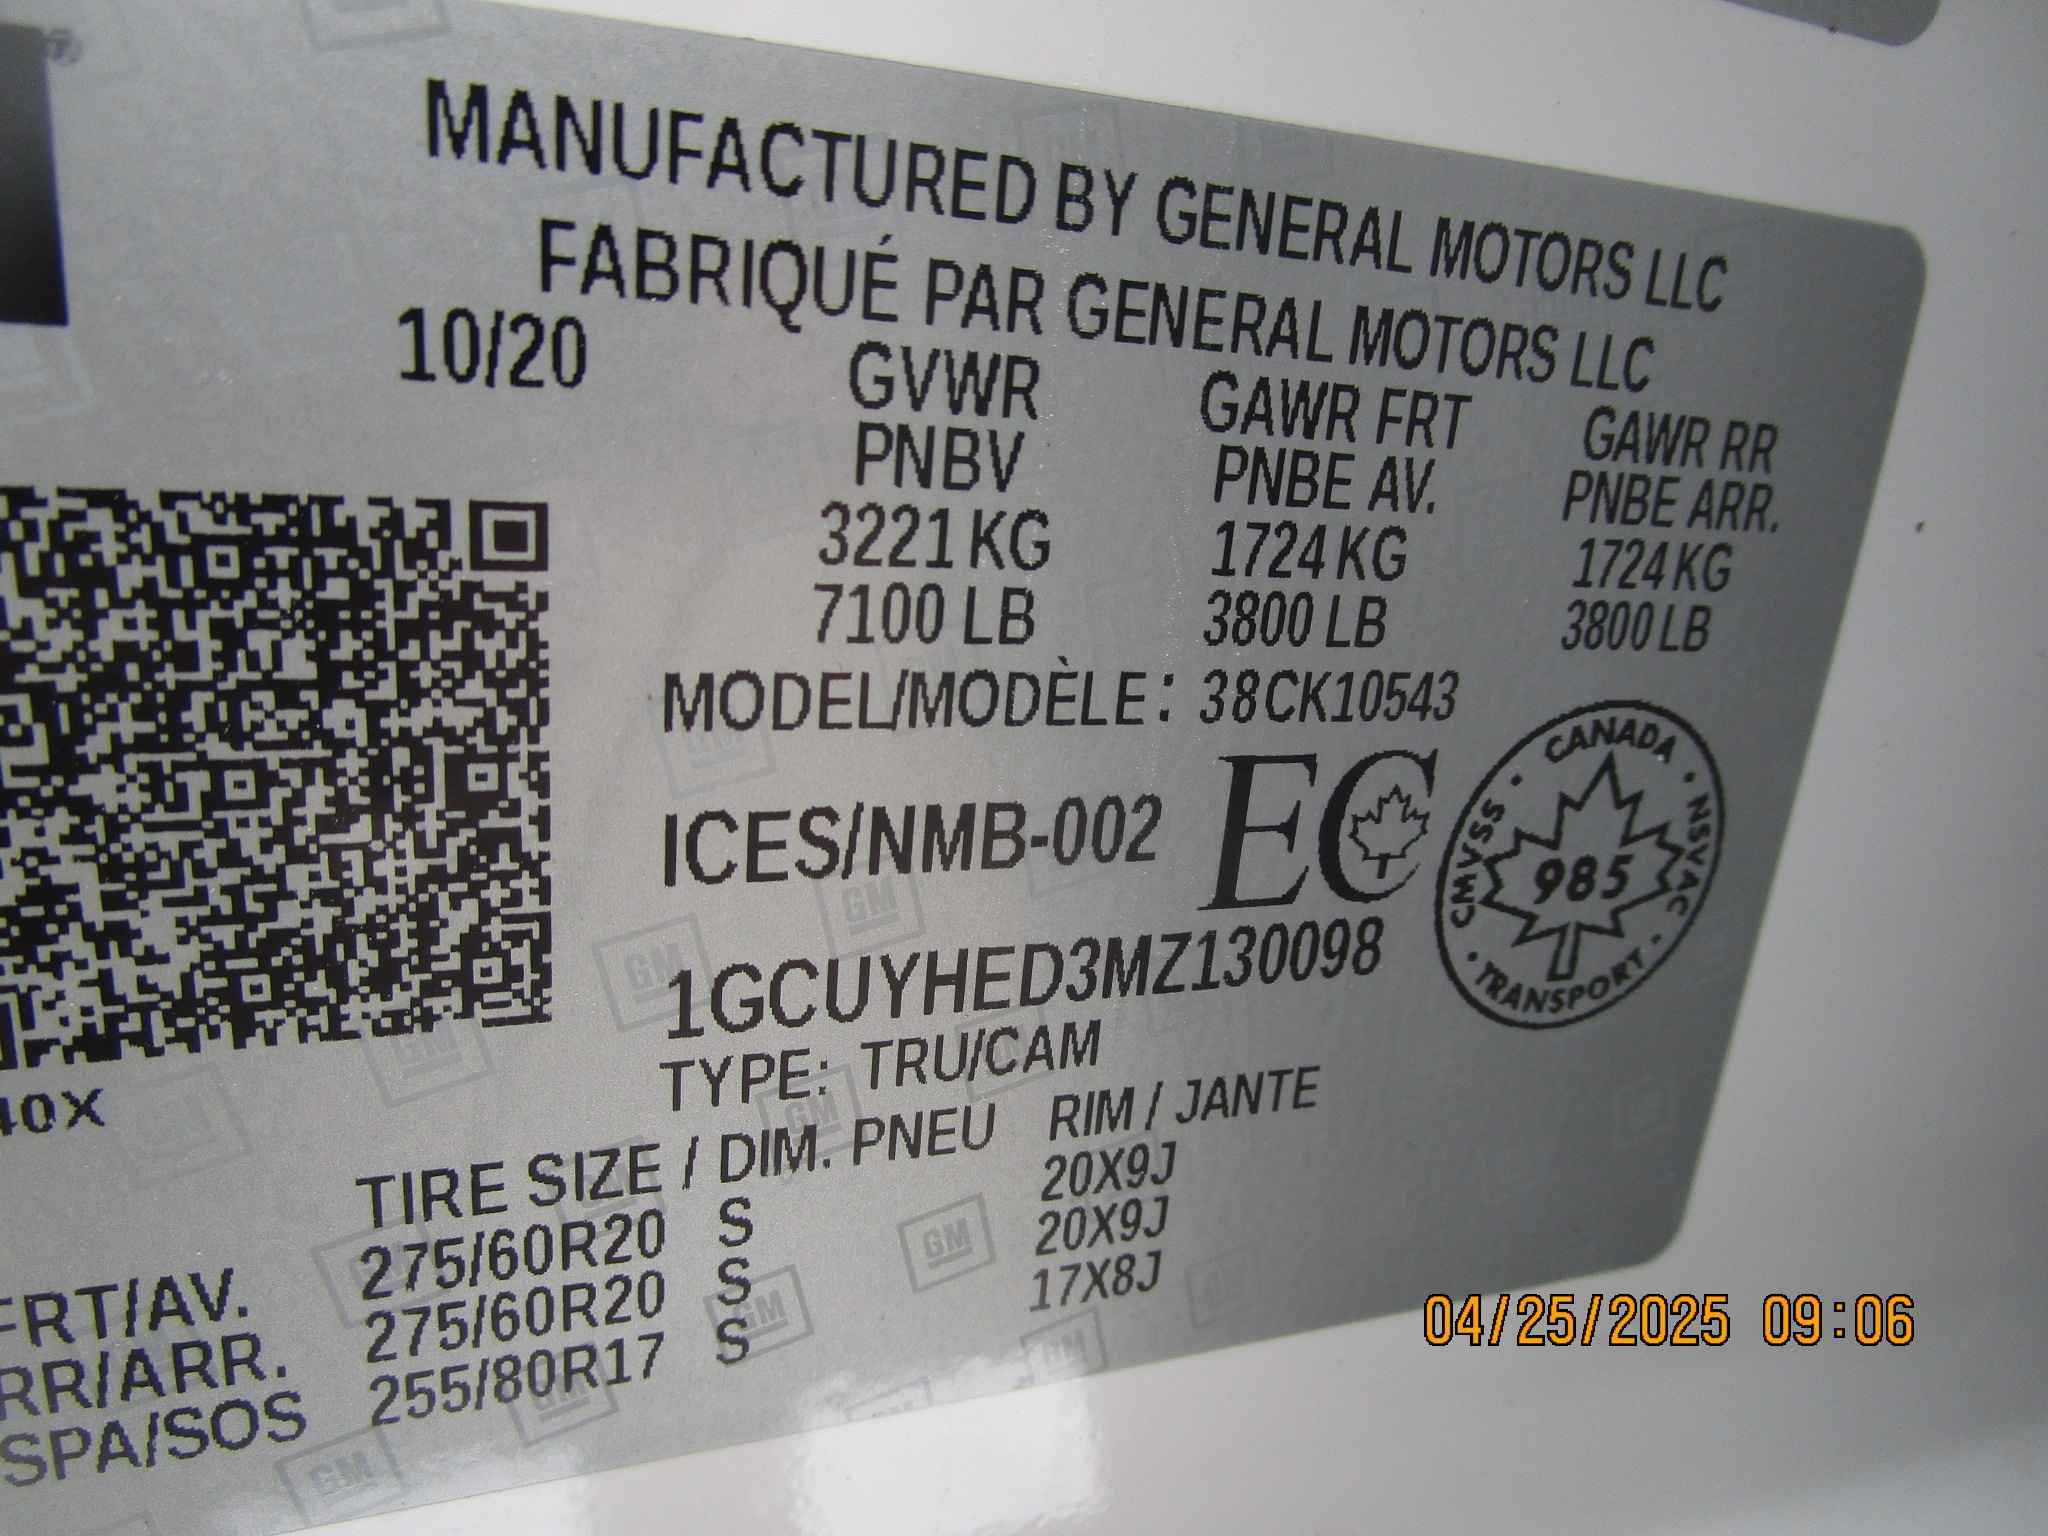 MANUFACTURED BY GENERAL MOTORS LLC
FABRIQUÉ PAR GENERAL MOTORS LLC
10/20
GVWR GAWR FRT GAWR RR
PNBV PNBE AV. PNBE ARR.
3221 KG 1724 KG 1724 KG
7100 LB 3800 LB 3800 LB
MODEL/MODÈLE: 38CK10543
ICES/NMB-002 EC
CANADA
CMVSS · NSVAC
985
TRANSPORT
1GCUYHED3MZ130098
TYPE: TRU/CAM
40X
TIRE SIZE / DIM. PNEU RIM / JANTE
FRT/AV. 275/60R20 S 20X9J
RR/ARR. 275/60R20 S 20X9J
SPA/SOS 255/80R17 S 17X8J
GM
04/25/2025 09:06